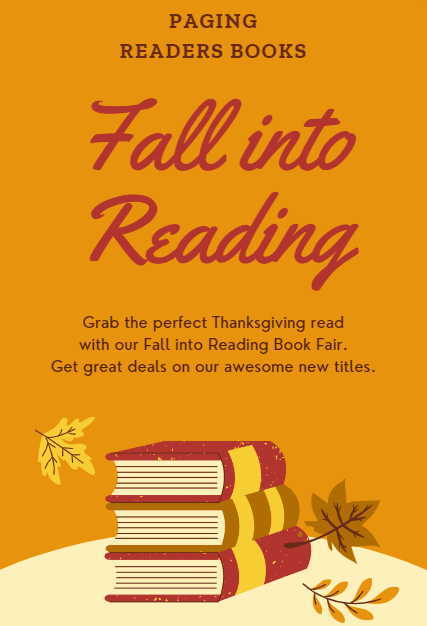 PAGING
READERS BOOKS
Fall into
Reading
Grab the perfect Thanksgiving read
with our Fall into Reading Book Fair.
Get great deals on our awesome new titles.